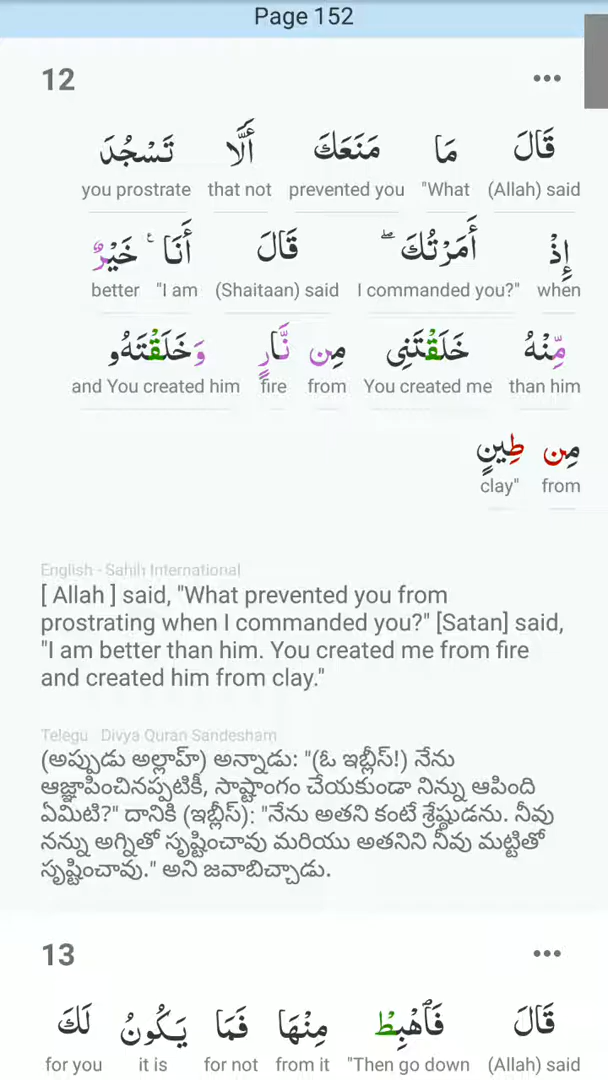 Page 152
12
قَالَ مَا مَنَعَكَ أَلَّا تَسْجُدَ
(Allah) said "What prevented you that not you prostrate
إِذْ أَمَرْتُكَ ۖ قَالَ أَنَا۠ خَيْرٌ
when I commanded you?" (Shaitaan) said "I am better
مِّنْهُ خَلَقْتَنِى مِن نَّارٍ وَخَلَقْتَهُۥ
than him You created me from fire and You created him
مِن طِينٍ
from clay"
English - Sahih International
[ Allah ] said, "What prevented you from
prostrating when I commanded you?" [Satan] said,
"I am better than him. You created me from fire
and created him from clay."
Telegu Divya Quran Sandesham
(అప్పుడు అల్లాహ్) అన్నాడు: "(ఓ ఇబ్లీస్!) నేను
ఆజ్ఞాపించినప్పటికీ, సాష్టాంగం చేయకుండా నిన్ను ఆపింది
ఏమిటి?" దానికి (ఇబ్లీస్): "నేను అతని కంటే శ్రేష్ఠుడను. నీవు
నన్ను అగ్నితో సృష్టించావు మరియు అతనిని నీవు మట్టితో
సృష్టించావు." అని జవాబిచ్చాడు.
13
قَالَ فَٱهْبِطْ مِنْهَا فَمَا يَكُونُ لَكَ
(Allah) said "Then go down from it for not it is for you